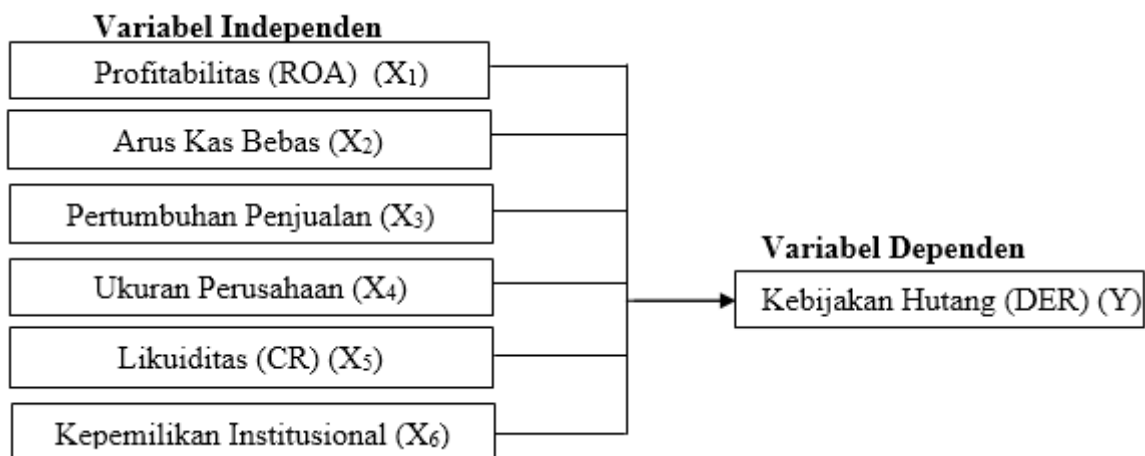 Variabel Independen
Profitabilitas (ROA) (X₁)
Arus Kas Bebas (X₂)
Pertumbuhan Penjualan (X₃)
Ukuran Perusahaan (X₄)
Likuiditas (CR) (X₅)
Kepemilikan Institusional (X₆)
Variabel Dependen
Kebijakan Hutang (DER) (Y)